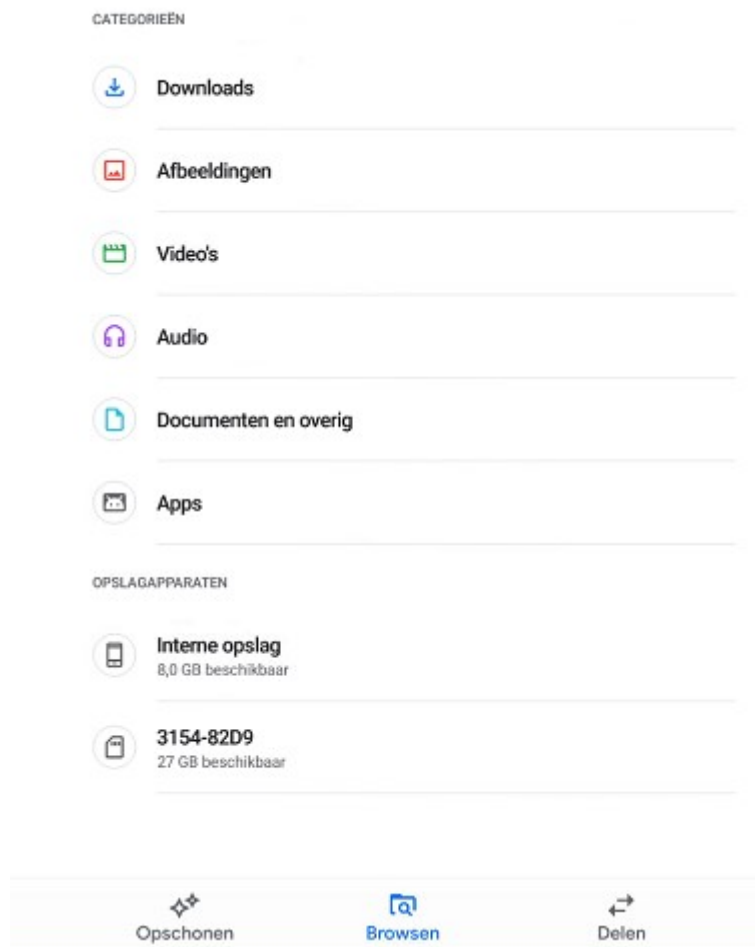 CATEGORIEËN
Downloads
Afbeeldingen
Video's
Audio
Documenten en overig
Apps
OPSLAGAPPARATEN
Interne opslag
8,0 GB beschikbaar
3154-82D9
27 GB beschikbaar
Opschonen
Browsen
Delen